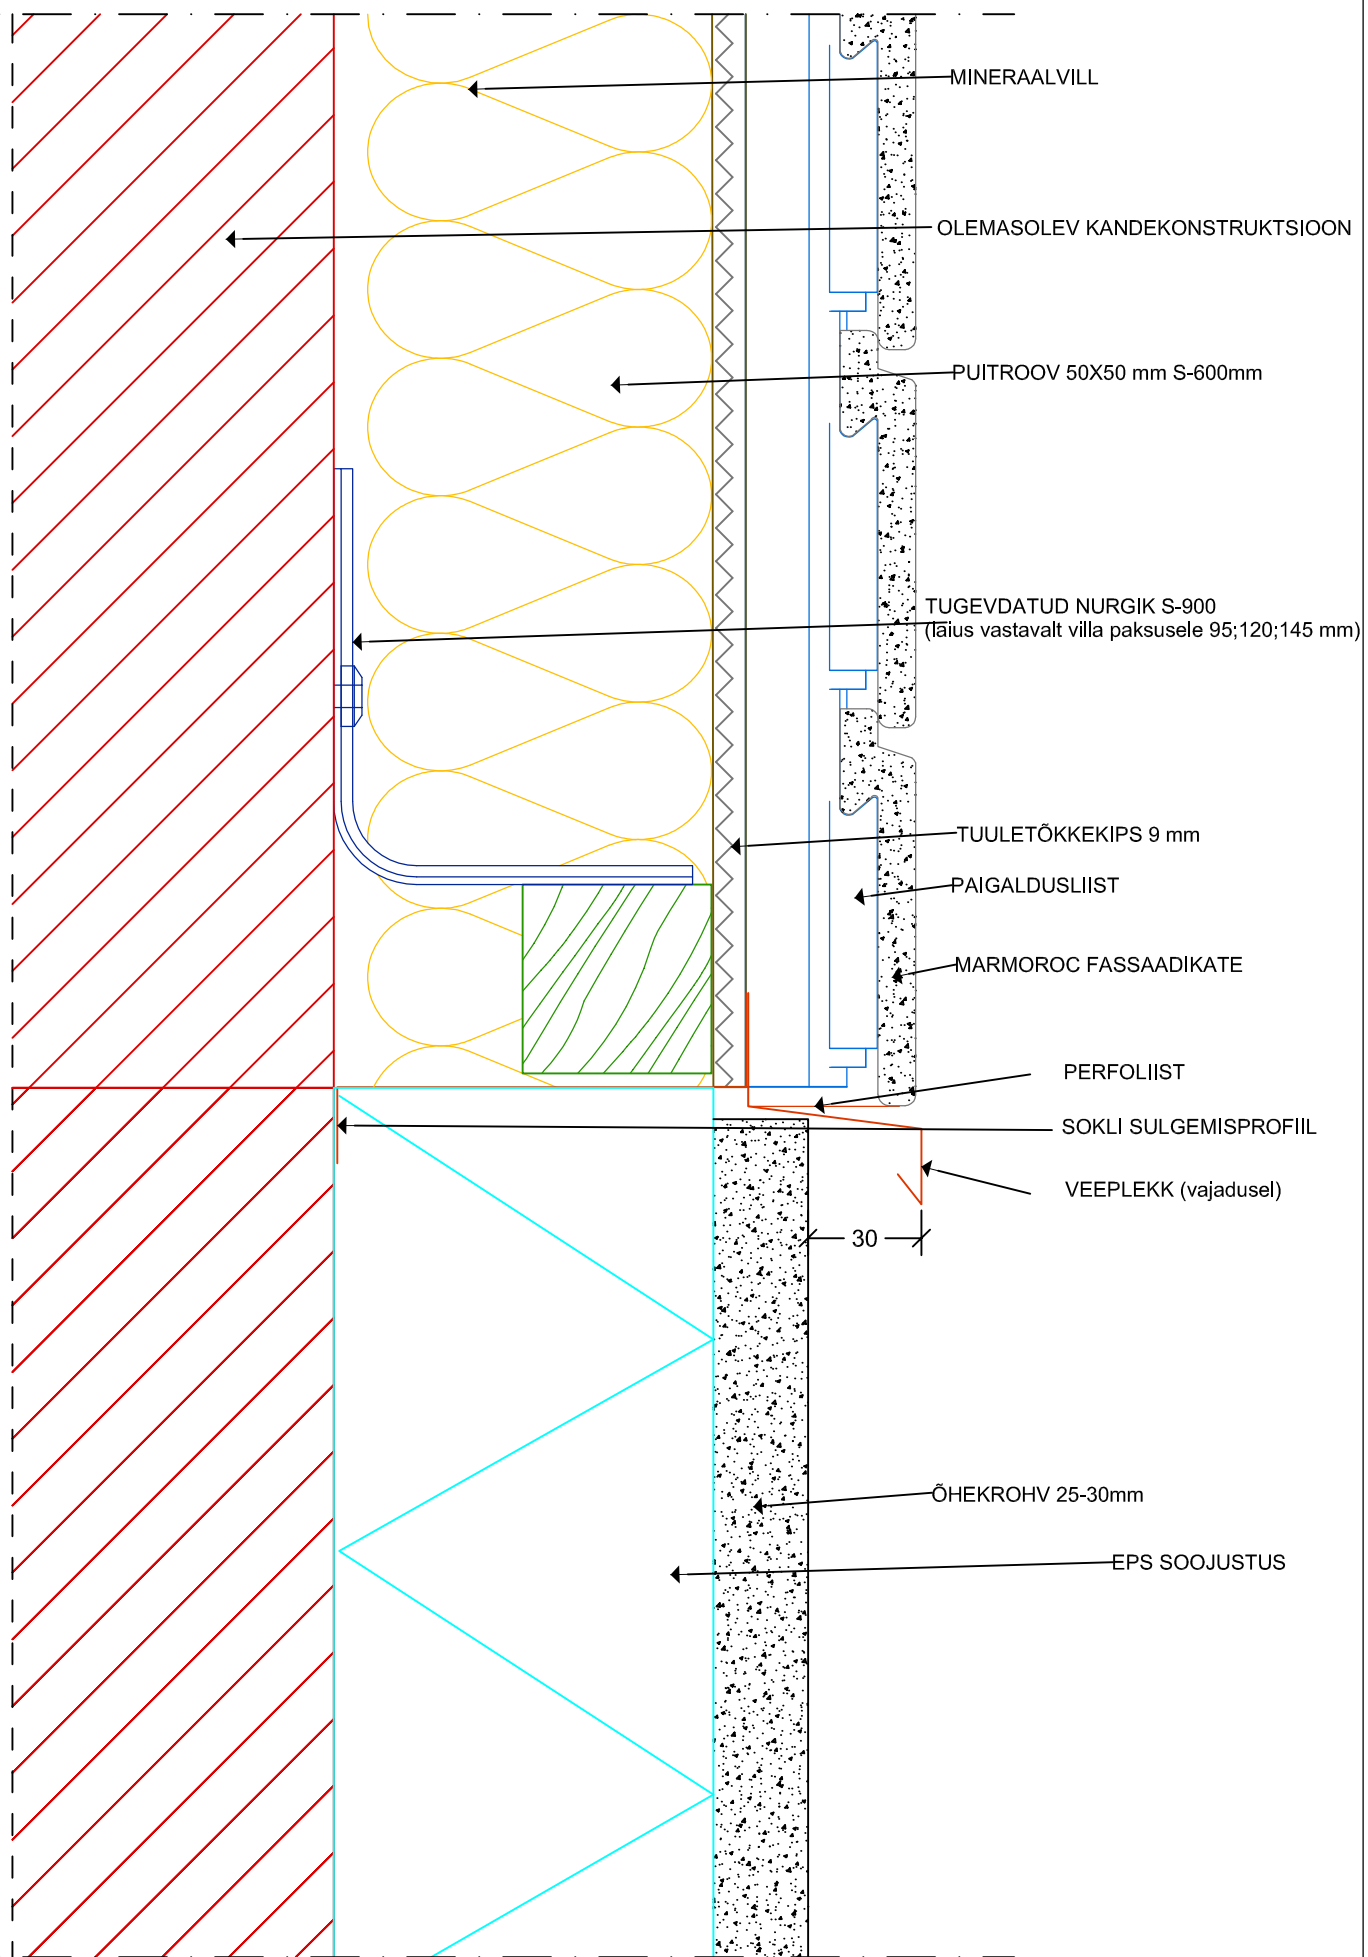 MINERAALVILL
OLEMASOLEV KANDEKONSTRUKTSIOON
PUITROOV 50X50 mm S-600mm
TUGEVDATUD NURGIK S-900
(laius vastavalt villa paksusele 95;120;145 mm)
TUULETÕKKEKIPS 9 mm
PAIGALDUSLIIST
MARMOROC FASSAADIKATE
PERFOLIIST
SOKLI SULGEMISPROFIIL
VEEPLEKK (vajadusel)
30
ÕHEKROHV 25-30mm
EPS SOOJUSTUS